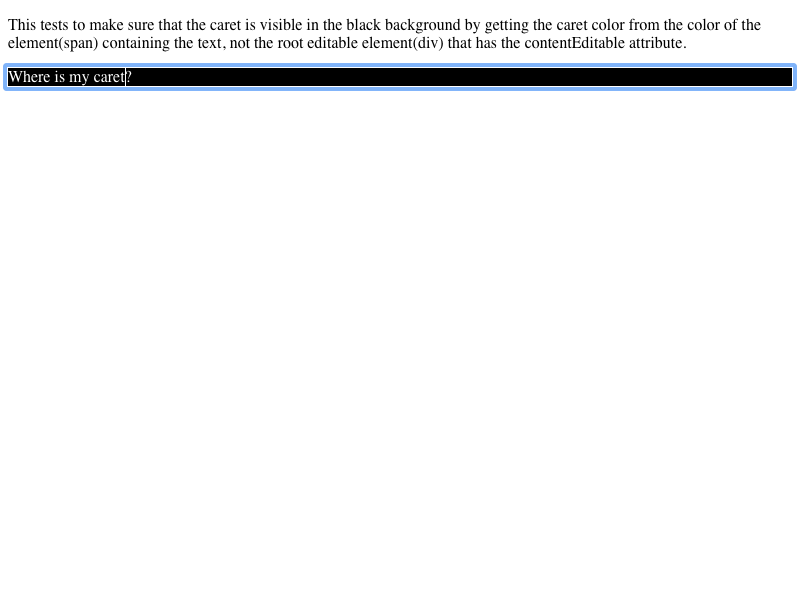 This tests to make sure that the caret is visible in the black background by getting the caret color from the color of the
element(span) containing the text, not the root editable element(div) that has the contentEditable attribute.
Where is my caret?